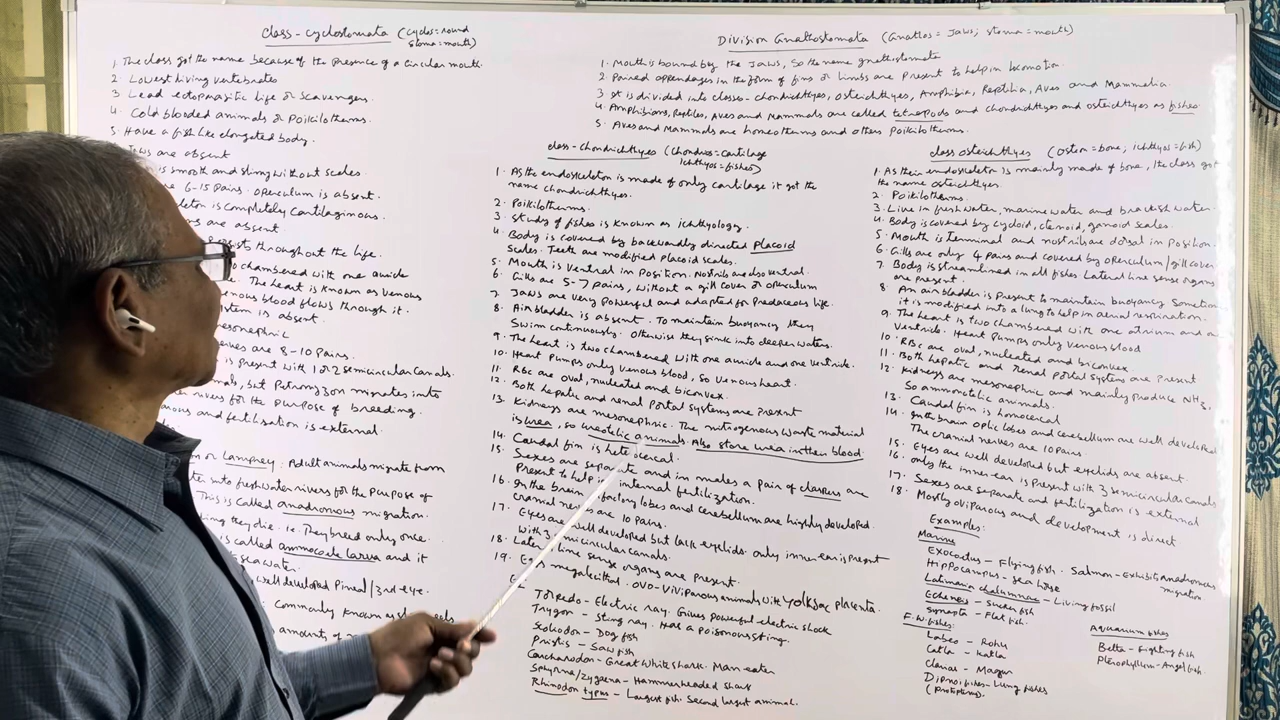 class-cyclostomata (cyclos=round
stoma=mouth)
1. The class got the name because of the presence of a circular mouth.
2. Lowest living vertebrates
3. Lead ectoparasitic life or scavengers.
4. Cold blooded animals or Poikilotherms.
5. Have a fish like elongated body.
Jaws are absent
is smooth and slimy without scales.
6-15 pairs. operculum is absent.
is completely cartilaginous.
are absent.
throughout the life.
chambered with one auricle
The heart is known as venous
venous blood flows through it.
system is absent.
mesonephric
nerves are 8-10 pairs.
is present with 1 or 2 semicircular canals.
but Petromyzon migrates into
rivers for the purpose of breeding.
and fertilisation is external.
or Lamprey. Adult animals migrate from
into freshwater rivers for the purpose of
This is called anadromous migration.
they die. i.e. They breed only once.
is called ammocoete larva and it
seawater.
well developed Pineal/3rd eye.
Commonly known as
amounts of
Division Gnathostomata (Gnathos = Jaws; stoma=mouth)
1. Mouth is bound by the jaws, so the name gnathostomata
2. Paired appendages in the form of fins or limbs are present to help in locomotion.
3. It is divided into classes- chondrichthyes, osteichthyes, Amphibia, Reptilia, Aves and Mammalia
4. Amphibians, Reptiles, Aves and Mammals are called tetrapods and chondrichthyes and osteichthyes as fishes.
5. Aves and Mammals are homeotherms and others Poikilotherms.
class-Chondrichthyes (chondros=cartilage
ichthyos=fishes)
1. As the endoskeleton is made of only cartilage it got the
name chondrichthyes.
2. Poikilotherms.
3. Study of fishes is known as ichthyology.
4. Body is covered by backwardly directed Placoid
scales. Teeth are modified placoid scales.
5. Mouth is ventral in position. Nostrils are also ventral.
6. Gills are 5-7 pairs, without a gill cover or operculum
7. Jaws are very powerful and adapted for predaceous life.
8. Air bladder is absent. To maintain buoyancy they
swim continuously. otherwise they sink into deeper waters.
9. The heart is two chambered with one auricle and one ventricle.
10. Heart pumps only venous blood, so venous heart.
11. RBc are oval, nucleated and biconvex.
12. Both hepatic and renal portal systems are present
13. Kidneys are mesonephric. The nitrogenous waste material
is urea, so ureotelic animals. Also store urea in their blood.
14. Caudal fin is heterocercal.
15. Sexes are separate and in males a pair of claspers are
Present to help in internal fertilization.
16. In the brain olfactory lobes and cerebellum are highly developed.
cranial nerves are 10 pairs.
17. Eyes are well developed but lack eyelids. only inner ear is present
with 3 semicircular canals.
18. Lateral line sense organs are present.
19. megalecithal. ovo-viviparous animals with yolksac placenta.
Torpedo - Electric ray. Gives powerful electric shock
Trygon - Sting ray. Has a poisonous sting.
Scoliodon - Dog fish
Pristis - Saw fish
Carcharodon - Great white shark. Man eater
Sphyrna/zygaena - Hammerheaded shark
Rhinodon typus - Largest fish. Second largest animal.
class osteichthyes (osteon=bone, ichthyes=fish)
1. As their endoskeleton is mainly made of bone, the class got
the name osteichthyes.
2. Poikilotherms.
3. Live in freshwater, marine water and brackish water.
4. Body is covered by cycloid, ctenoid, ganoid scales.
5. Mouth is Terminal and nostrils are dorsal in position.
6. Gills are only 4 pairs and covered by operculum/gill cover
7. Body is streamlined in all fishes Lateral line sense organs
are present.
8. An air bladder is present to maintain buoyancy
it is modified into a lung to help in aerial respiration.
9. The heart is two chambered with one atrium and
ventricle. Heart pumps only venous blood
10. RBc are oval, nucleated and biconvex
11. Both hepatic and renal portal systems are present
12. Kidneys are mesonephric and mainly produce NH3,
so ammonotelic animals.
13. Caudal fin is homocercal
14. In the brain optic lobes and cerebellum are well developed
The cranial nerves are 10 pairs
15. Eyes are well developed but eyelids are absent.
16. only the inner ear is present with 3 semicircular canals
17. Sexes are separate and fertilization is external
18. Mostly oviparous and development is direct
Examples:
Marine
Exocoetus - Flying fish. Salmon - Exhibits anadromous
migration.
Hippocampus - sea horse
Latimaria chalumnae - Living fossil
Echeneis - Sucker fish
Synapta - Flat fish.
F.W. fishes:
Labeo - Rohu
Catla - Katla
Clarias - Magur
Dipnoi fishes - Lung fishes
(Protopterus).
Aquarium fishes
Betta - Fighting fish
Pterophyllum - Angel fish.